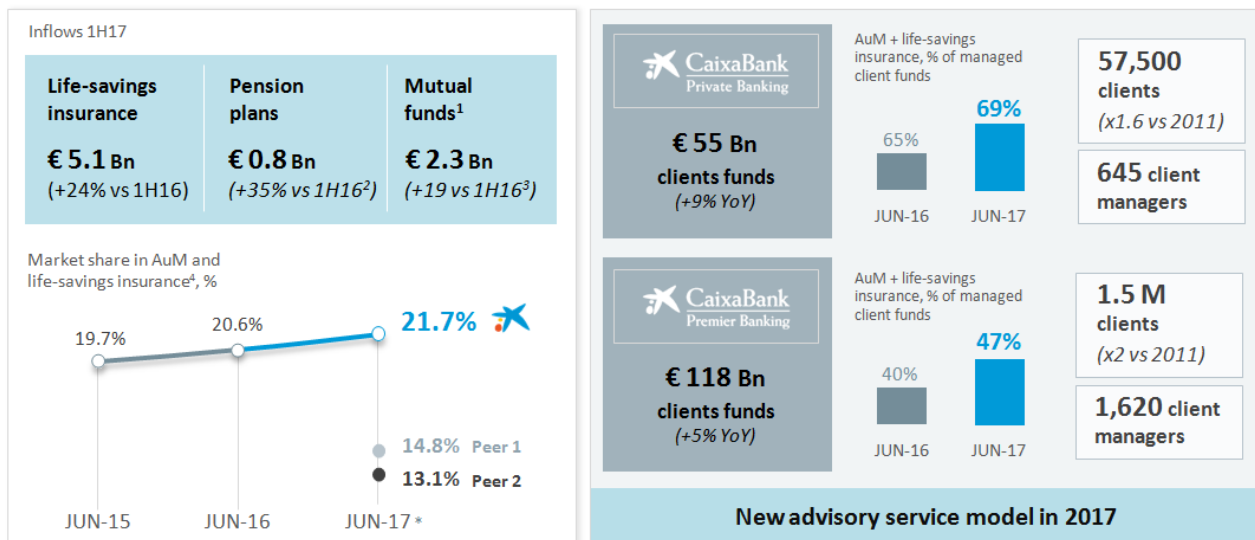 Inflows 1H17
Life-savings
insurance
€ 5.1 Bn
(+24% vs 1H16)
Pension
plans
€ 0.8 Bn
(+35% vs 1H16²)
Mutual
funds¹
€ 2.3 Bn
(+19 vs 1H16³)
Market share in AuM and
life-savings insurance⁴, %
19.7%
20.6%
21.7%
14.8% Peer 1
13.1% Peer 2
JUN-15
JUN-16
JUN-17 *
CaixaBank
Private Banking
€ 55 Bn
clients funds
(+9% YoY)
AuM + life-savings
insurance, % of managed
client funds
65%
69%
JUN-16
JUN-17
57,500
clients
(x1.6 vs 2011)
645 client
managers
CaixaBank
Premier Banking
€ 118 Bn
clients funds
(+5% YoY)
AuM + life-savings
insurance, % of managed
client funds
40%
47%
JUN-16
JUN-17
1.5 M
clients
(x2 vs 2011)
1,620 client
managers
New advisory service model in 2017